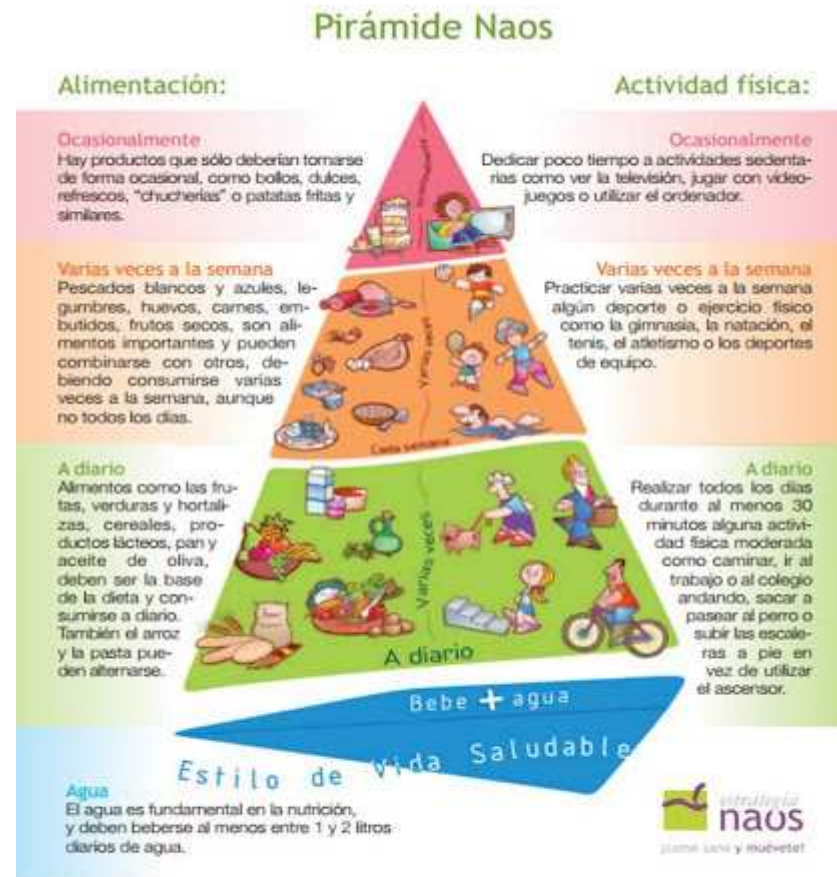 Pirámide Naos
Alimentación:
Ocasionalmente
Hay productos que sólo deberían tomarse
de forma ocasional, como bollos, dulces,
refrescos, "chucherías" o patatas fritas y
similares.
Varias veces a la semana
Pescados blancos y azules, le-
gumbres, huevos, carnes, em-
butidos, frutos secos, son ali-
mentos importantes y pueden
combinarse con otros, de-
biendo consumirse varias
veces a la semana, aunque
no todos los días.
A diario
Alimentos como las fru-
tas, verduras y hortali-
zas, cereales, pro-
ductos lácteos, pan y
aceite de oliva,
deben ser la base
de la dieta y con-
sumirse a diario.
También el arroz
y la pasta pue-
den alternarse.
Agua
El agua es fundamental en la nutrición,
y deben beberse al menos entre 1 y 2 litros
diarios de agua.
Actividad física:
Ocasionalmente
Dedicar poco tiempo a actividades sedenta-
rias como ver la televisión, jugar con video-
juegos o utilizar el ordenador.
Varias veces a la semana
Practicar varias veces a la semana
algún deporte o ejercicio físico
como la gimnasia, la natación, el
tenis, el atletismo o los deportes
de equipo.
A diario
Realizar todos los días
durante al menos 30
minutos alguna activi-
dad física moderada
como caminar, ir al
trabajo o al colegio
andando, sacar a
pasear al perro o
subir las escale-
ras a pie en
vez de utilizar
el ascensor.
Varias veces
Cada semana
Varias veces
A diario
Bebe + agua
Estilo de Vida Saludable
estrategia
naos
¡come sano y muévete!